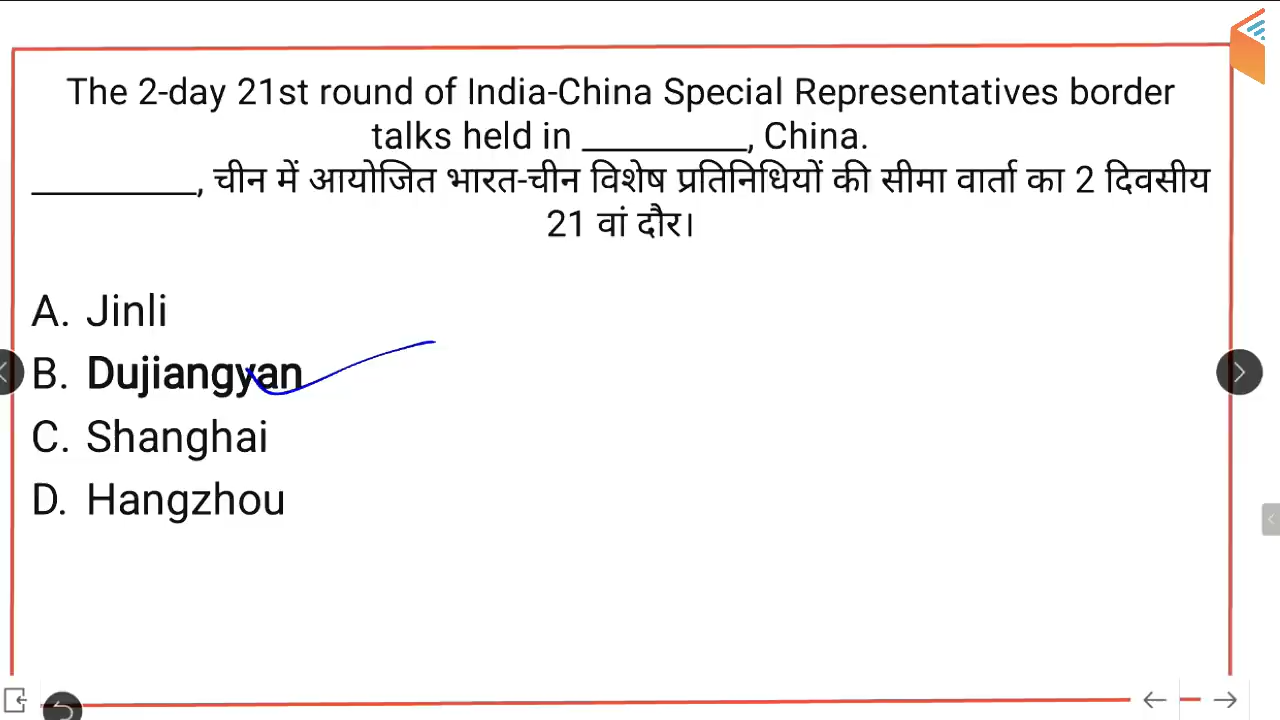 The 2-day 21st round of India-China Special Representatives border
talks held in _________, China.
_________, चीन में आयोजित भारत-चीन विशेष प्रतिनिधियों की सीमा वार्ता का 2 दिवसीय
21 वां दौर।
A. Jinli
B. Dujiangyan
C. Shanghai
D. Hangzhou